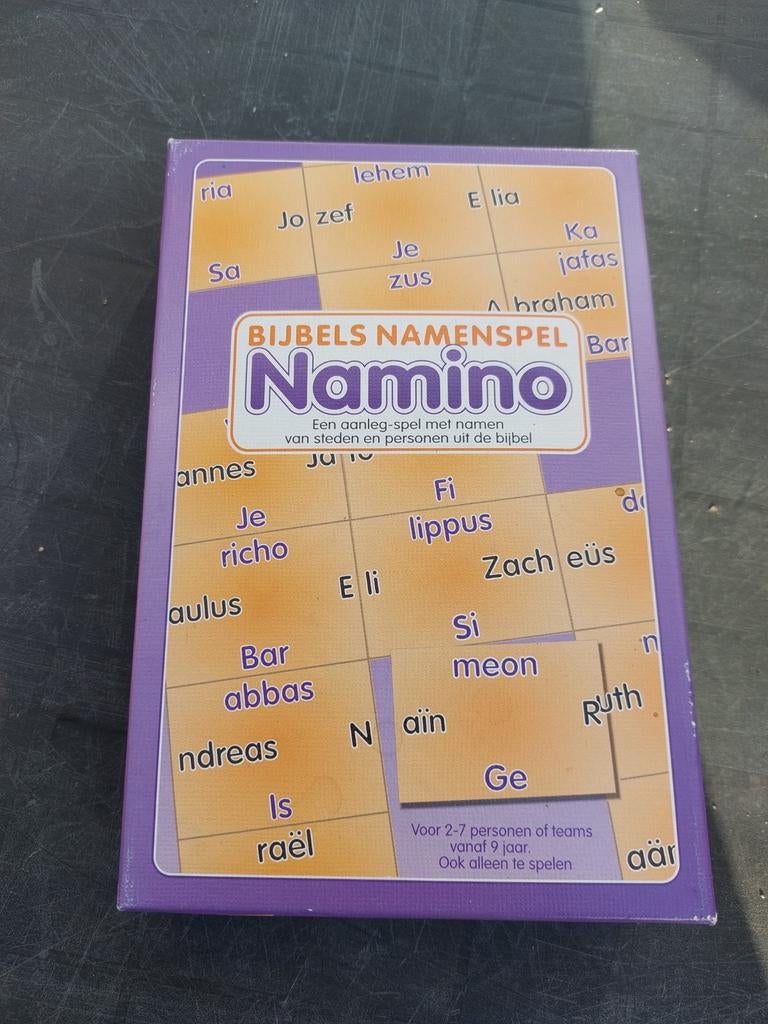 lehem
ria
Jo zef
E lia
Je
Ka
Sa
zus
jafas
Abraham
Bar
BIJBELS NAMENSPEL
Namino
Een aanleg-spel met namen
van steden en personen uit de bijbel
annes
Fi
Je
lippus
richo
Zach eüs
E li
aulus
Si
Bar
meon
abbas
N aïn
Ruth
ndreas
Ge
Is
raël
Voor 2-7 personen of teams
vanaf 9 jaar.
Ook alleen te spelen
aär